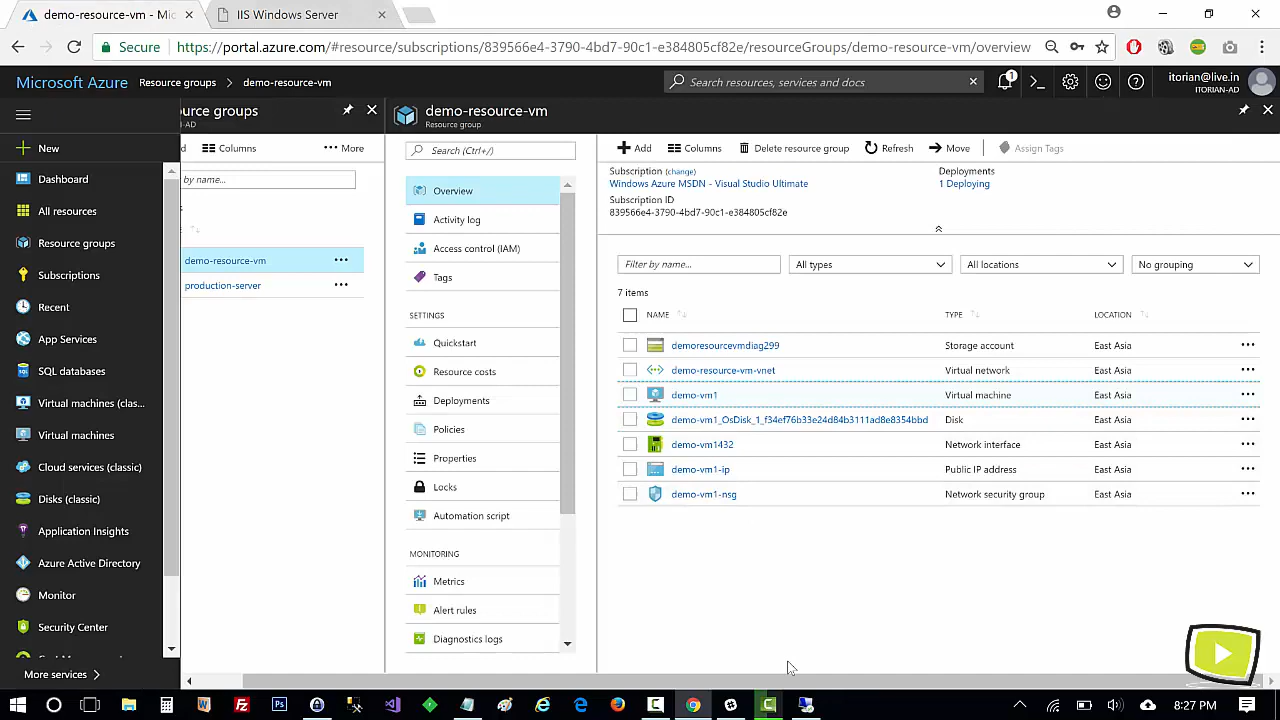 demo-resource-vm - Mic
IIS Windows Server
Secure
https://portal.azure.com/#resource/subscriptions/839566e4-3790-4bd7-90c1-e384805cf82e/resourceGroups/demo-resource-vm/overview
Microsoft Azure
Resource groups > demo-resource-vm
Search resources, services and docs
1
itorian@live.in
ITORIAN-AD
New
Dashboard
All resources
Resource groups
Subscriptions
Recent
App Services
SQL databases
Virtual machines (clas...
Virtual machines
Cloud services (classic)
Disks (classic)
Application Insights
Azure Active Directory
Monitor
Security Center
More services >
urce groups
-AD
d
Columns
More
by name...
demo-resource-vm
production-server
demo-resource-vm
Resource group
Search (Ctrl+/)
Overview
Activity log
Access control (IAM)
Tags
SETTINGS
Quickstart
Resource costs
Deployments
Policies
Properties
Locks
Automation script
MONITORING
Metrics
Alert rules
Diagnostics logs
Add
Columns
Delete resource group
Refresh
Move
Assign Tags
Subscription (change)
Windows Azure MSDN - Visual Studio Ultimate
Subscription ID
839566e4-3790-4bd7-90c1-e384805cf82e
Deployments
1 Deploying
Filter by name...
All types
All locations
No grouping
7 items
NAME TYPE LOCATION
demoresourcevmdiag299 Storage account East Asia
demo-resource-vm-vnet Virtual network East Asia
demo-vm1 Virtual machine East Asia
demo-vm1_OsDisk_1_f34ef76b33e24d84b3111ad8e8354bbd Disk East Asia
demo-vm1432 Network interface East Asia
demo-vm1-ip Public IP address East Asia
demo-vm1-nsg Network security group East Asia
8:27 PM